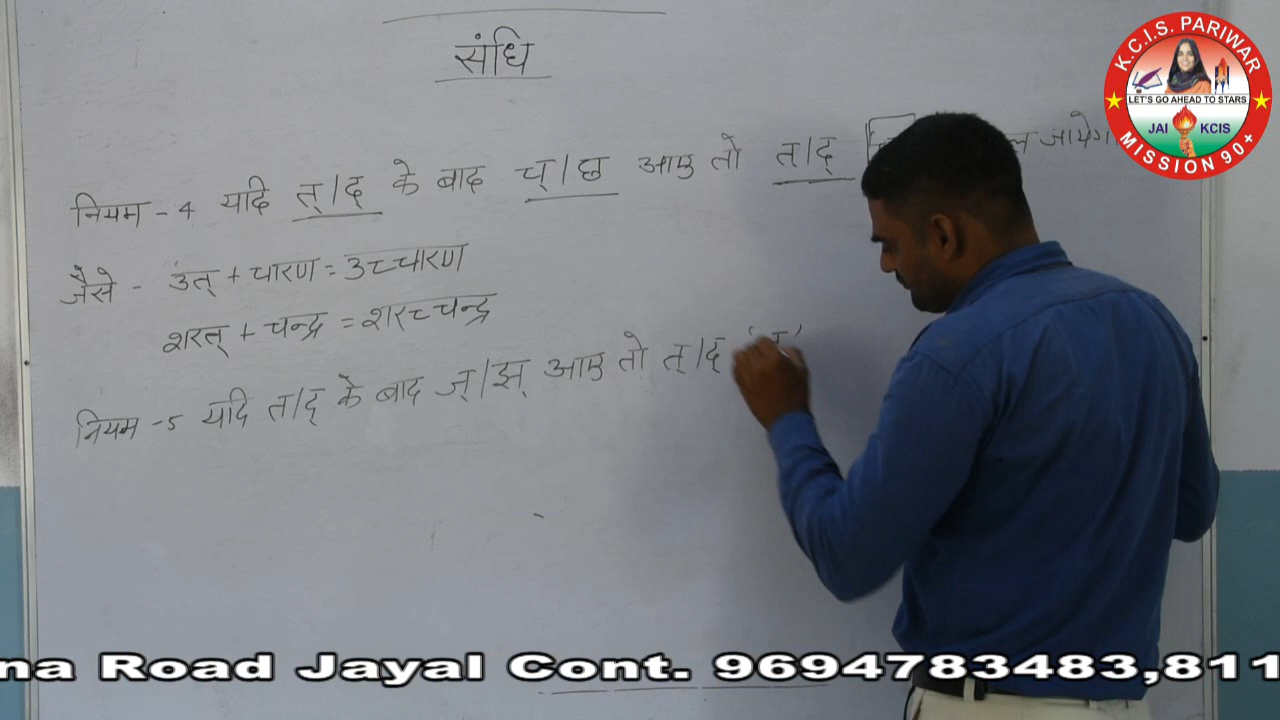 संधि
नियम - 4 यदि त्/द् के बाद च्/छ आए तो त्/द् जायेगा
जैसे - उत् + चारण = उच्चारण
शरत् + चन्द्र = शरच्चन्द्र
नियम -5 यदि त/द् के बाद ज्/झ् आए तो त्/द्
K.C.I.S. PARIWAR
LET'S GO AHEAD TO STARS
JAI KCIS
MISSION 90+
na Road Jayal Cont. 9694783483,811